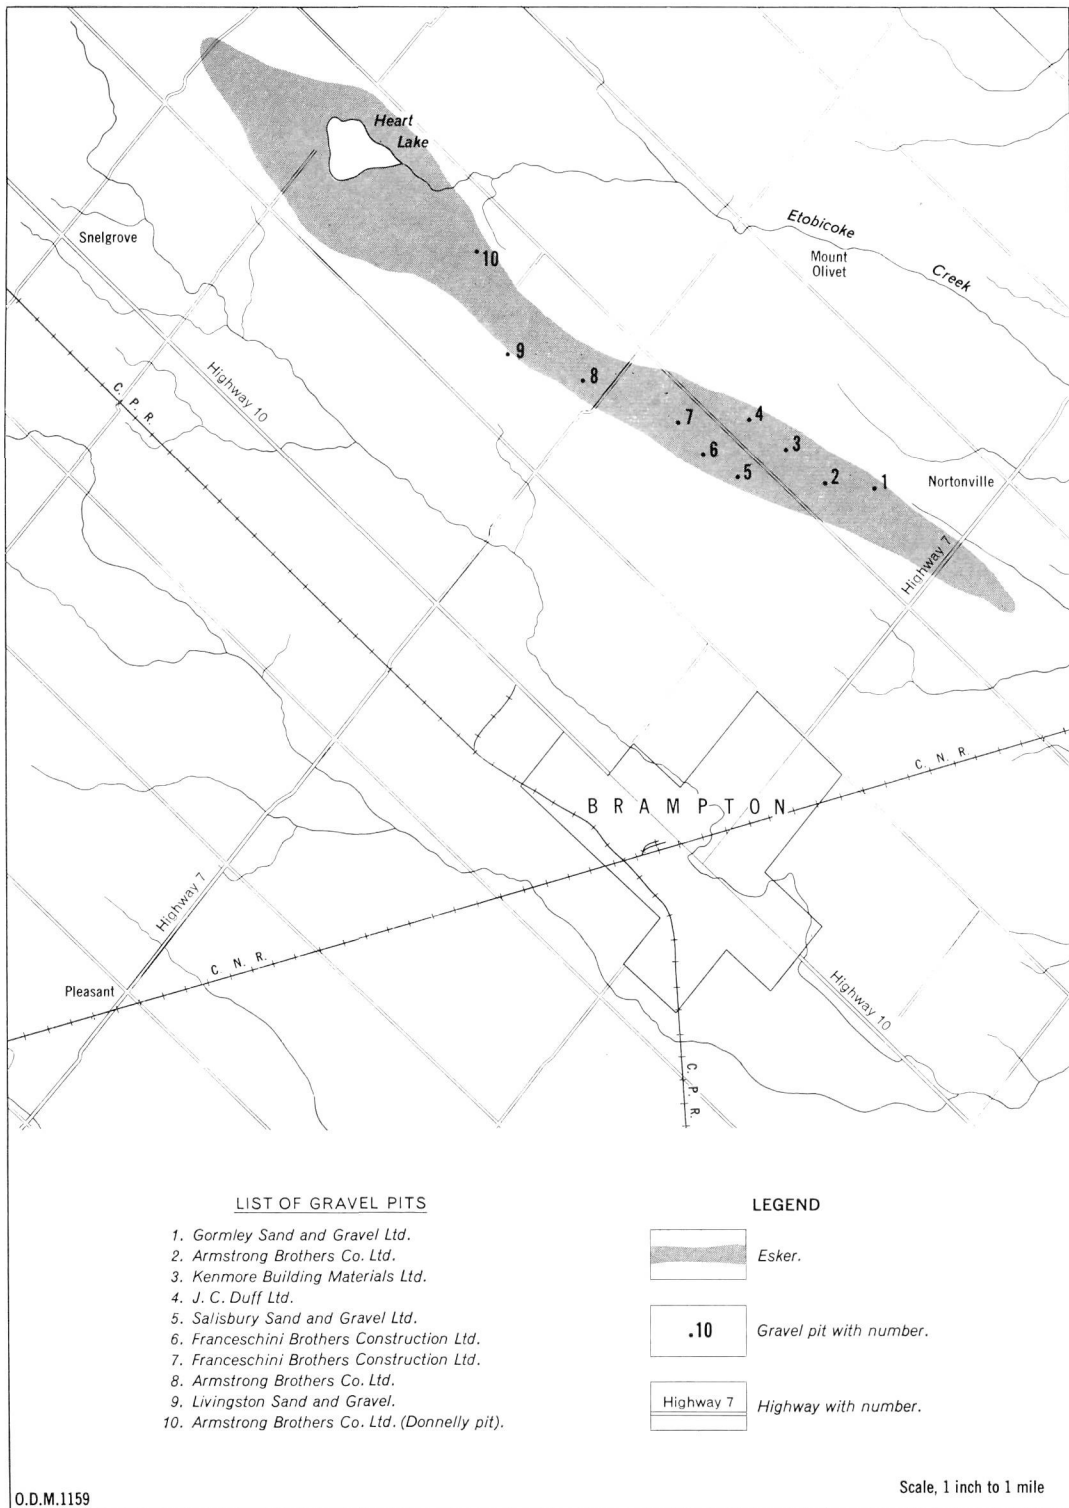 Heart
Lake
Etobicoke
Creek
Mount
Olivet
Snelgrove
10
9
8
7
6
5
4
3
2
1
Highway 10
C. P. R.
Nortonville
Highway 7
C. N. R.
BRAMPTON
Highway 7
C. N. R.
Pleasant
Highway 10
C. P. R.
LIST OF GRAVEL PITS
1. Gormley Sand and Gravel Ltd.
2. Armstrong Brothers Co. Ltd.
3. Kenmore Building Materials Ltd.
4. J. C. Duff Ltd.
5. Salisbury Sand and Gravel Ltd.
6. Franceschini Brothers Construction Ltd.
7. Franceschini Brothers Construction Ltd.
8. Armstrong Brothers Co. Ltd.
9. Livingston Sand and Gravel.
10. Armstrong Brothers Co. Ltd. (Donnelly pit).
LEGEND
Esker.
.10
Gravel pit with number.
Highway 7
Highway with number.
O.D.M.1159
Scale, 1 inch to 1 mile